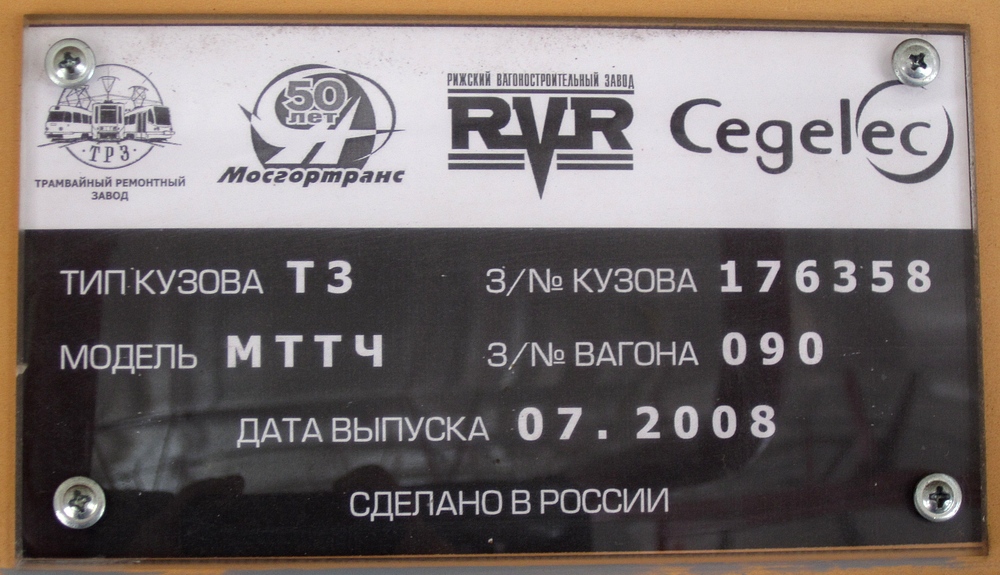 ТРЗ
ТРАМВАЙНЫЙ РЕМОНТНЫЙ
ЗАВОД
50
лет
Мосгортранс
РИЖСКИЙ ВАГОНОСТРОИТЕЛЬНЫЙ ЗАВОД
RVR
Cegelec
ТИП КУЗОВА Т3 З/№ КУЗОВА 176358
МОДЕЛЬ МТТЧ З/№ ВАГОНА 090
ДАТА ВЫПУСКА 07.2008
СДЕЛАНО В РОССИИ